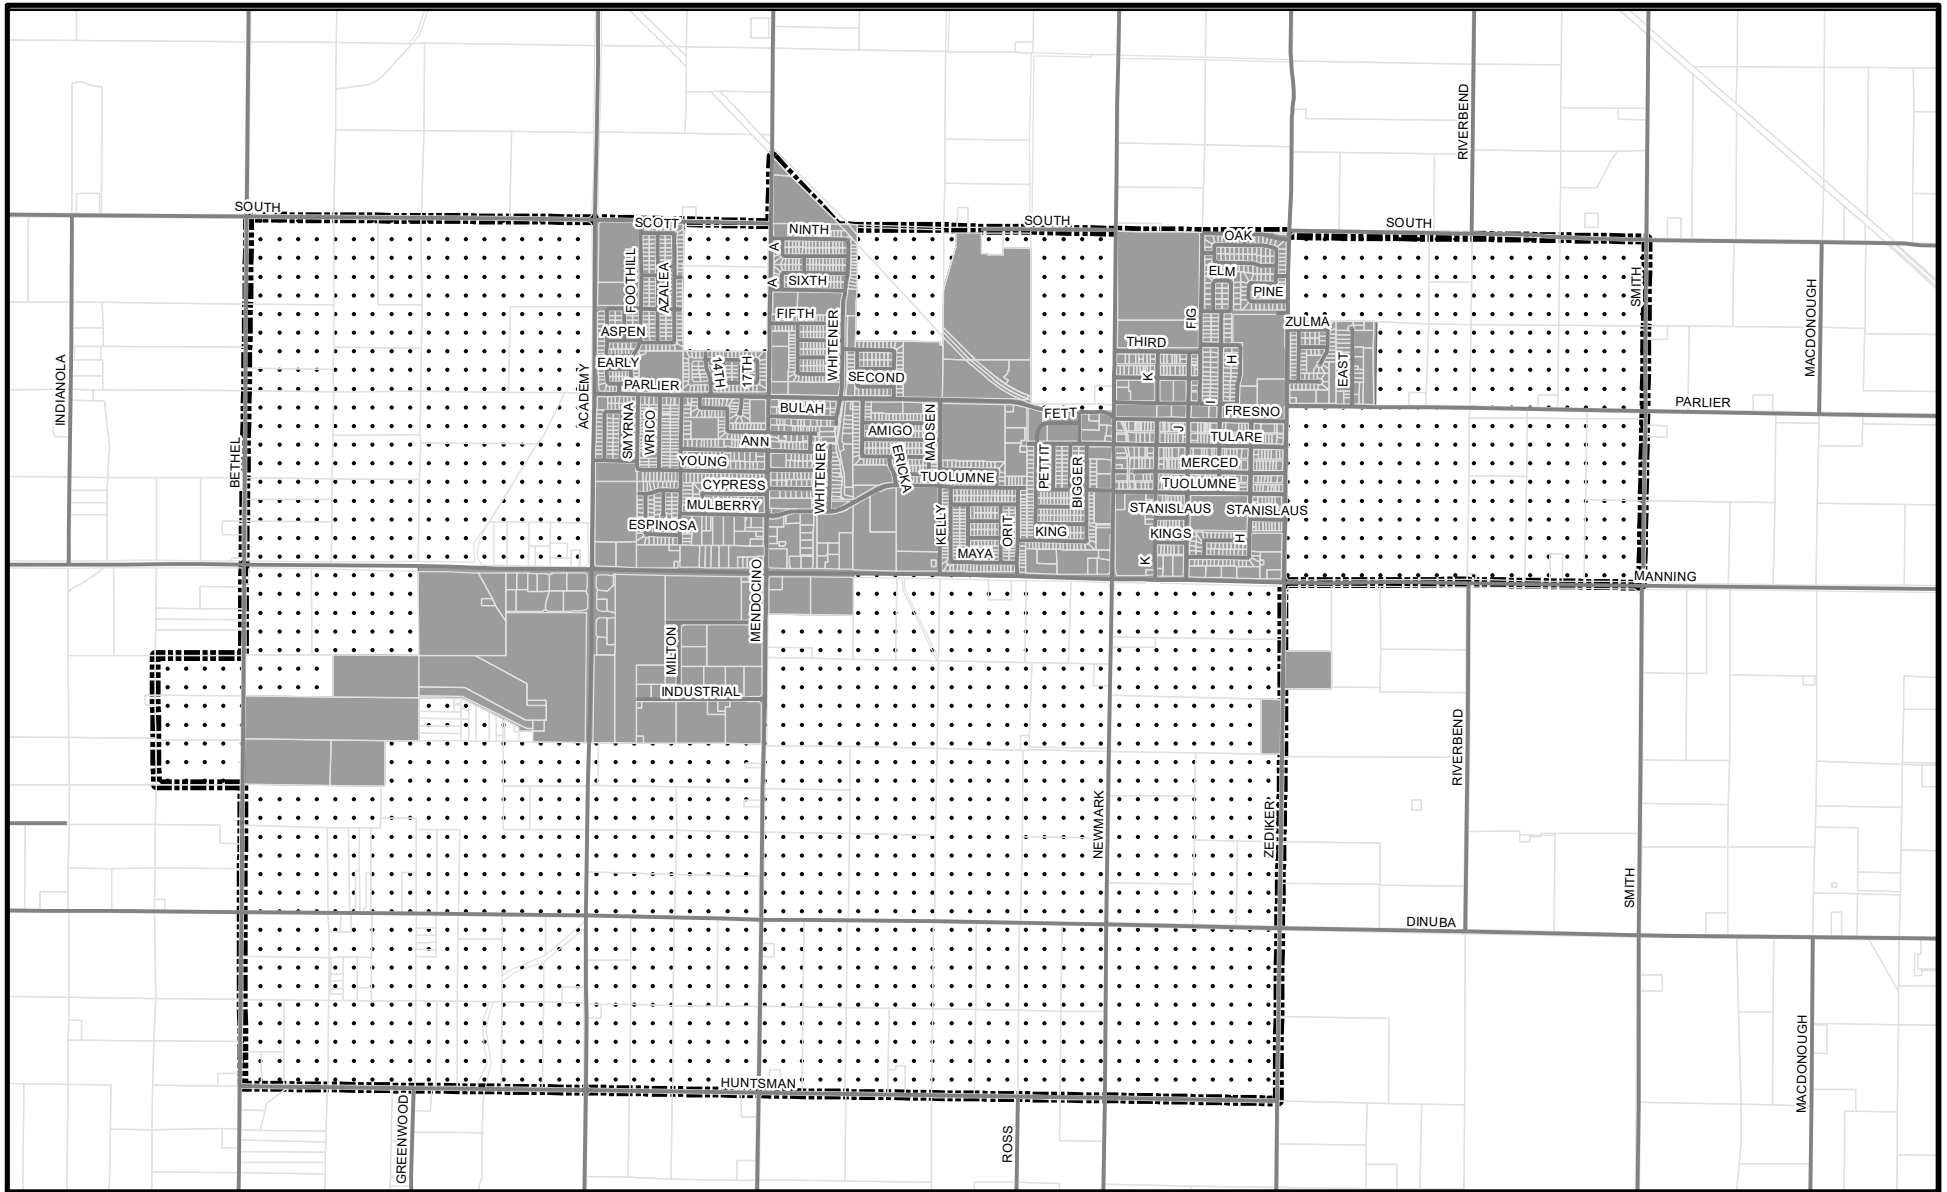 RIVERBEND
SOUTH
SCOTT
SOUTH
SOUTH
NINTH
OAK
A
FOOTHILL
AZALEA
SIXTH
A
ELM
PINE
SMITH
MACDONOUGH
FIFTH
WHITENER
FIG
ZULMA
ASPEN
THIRD
INDIANOLA
ACADEMY
EARLY
14TH
17TH
SECOND
K
H
EAST
PARLIER
PARLIER
BULAH
FETT
I
FRESNO
SMYRNA
WRICO
ANN
AMIGO
MADSEN
J
TULARE
BETHEL
YOUNG
WHITENER
ERICKA
TUOLUMNE
PETTIT
BIGGER
MERCED
CYPRESS
TUOLUMNE
MULBERRY
STANISLAUS
STANISLAUS
ESPINOSA
KELLY
ORIT
KING
KINGS
H
MAYA
K
MENDOCINO
MANNING
MILTON
INDUSTRIAL
RIVERBEND
NEWMARK
ZEDIKER
SMITH
DINUBA
HUNTSMAN
MACDONOUGH
GREENWOOD
ROSS